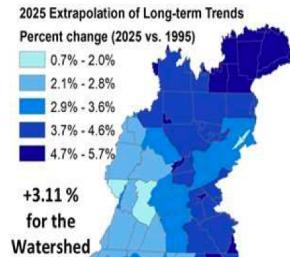 2025 Extrapolation of Long-term Trends
Percent change (2025 vs. 1995)
0.7% - 2.0%
2.1% - 2.8%
2.9% - 3.6%
3.7% - 4.6%
4.7% - 5.7%
+3.11 %
for the
Watershed